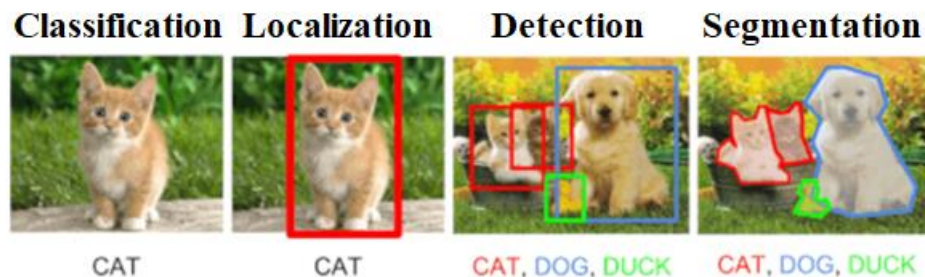 Classification Localization Detection Segmentation
CAT CAT CAT, DOG, DUCK CAT, DOG, DUCK